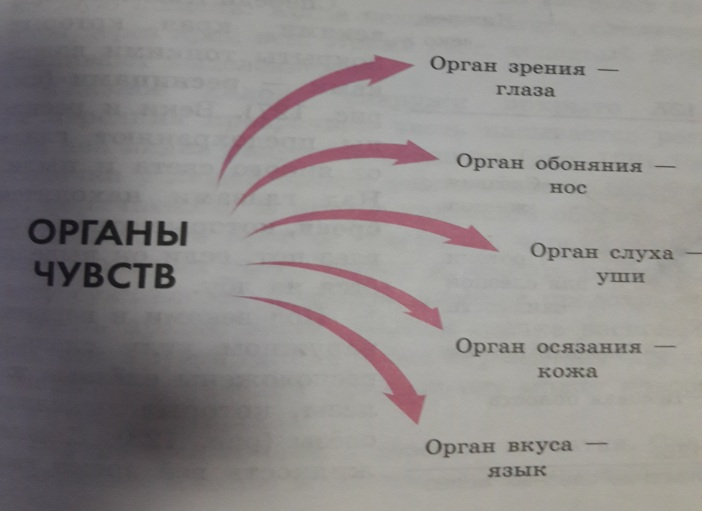 Орган зрения —
глаза
Орган обоняния —
нос
ОРГАНЫ
ЧУВСТВ
Орган слуха —
уши
Орган осязания —
кожа
Орган вкуса —
язык